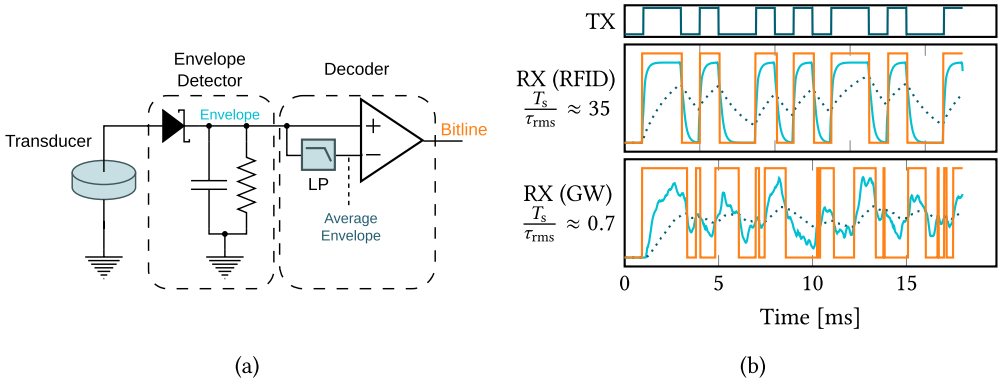 Envelope
Detector
Decoder
Envelope
Transducer
+
−
Bitline
LP
Average
Envelope
(a)
TX
RX (RFID)
Ts/τrms ≈ 35
RX (GW)
Ts/τrms ≈ 0.7
0 5 10 15
Time [ms]
(b)